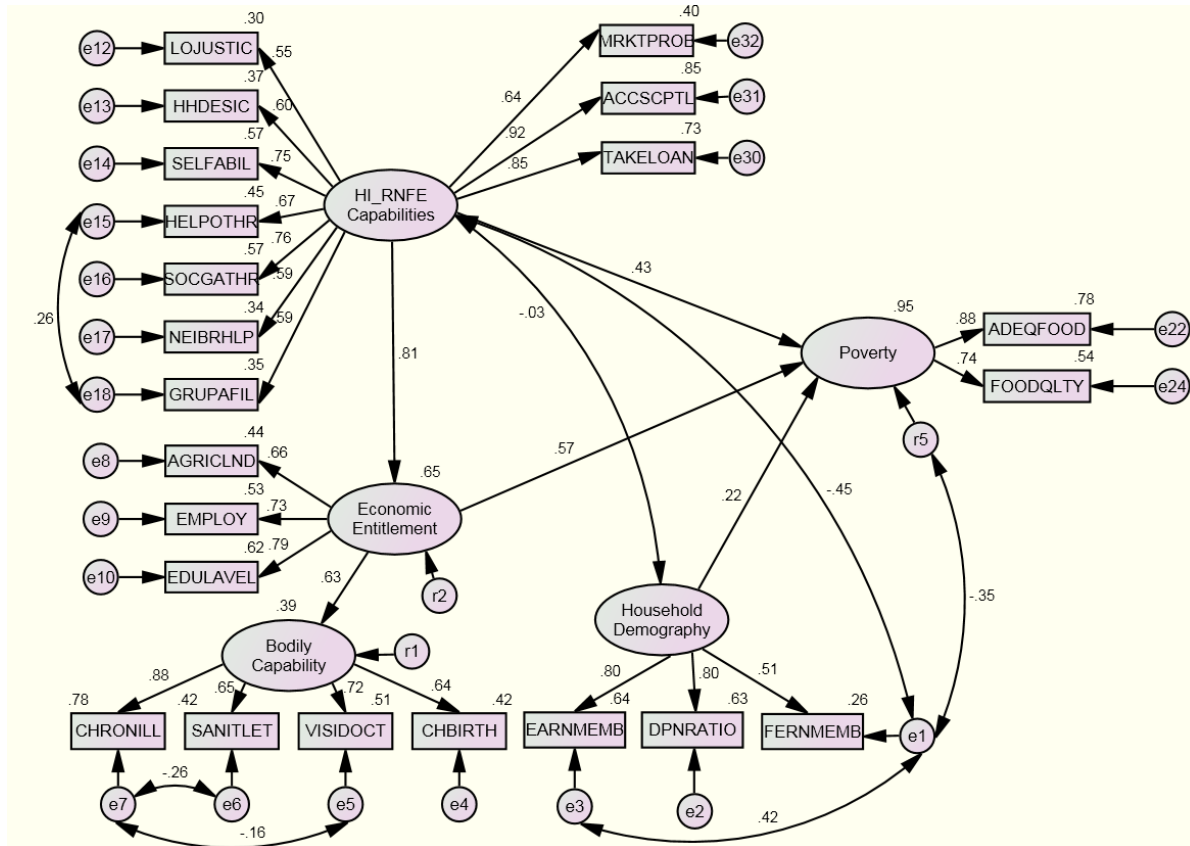 .30
e12
LOJUSTIC
.55
.37
e13
HHDESIC
.60
.57
e14
SELFABIL
.75
.45
e15
HELPOTHR
.67
.57
e16
SOCGATHR
.76
.34
e17
NEIBRHLP
.59
.35
e18
GRUPAFIL
.59
.26
HI_RNFE
Capabilities
.40
MRKTPROB
e32
.64
.85
ACCSCPTL
e31
.92
.73
TAKELOAN
e30
.85
.43
-.03
.81
-.45
.95
Poverty
.88
.78
ADEQFOOD
e22
.74
.54
FOODQLTY
e24
r5
-.35
.57
.22
.44
e8
AGRICLND
.66
.53
e9
EMPLOY
.73
.62
e10
EDULAVEL
.79
.65
Economic
Entitlement
r2
.63
.39
Bodily
Capability
r1
.88
.65
.72
.64
.78
CHRONILL
.42
SANITLET
.51
VISIDOCT
.42
CHBIRTH
e7
e6
e5
e4
-.26
-.16
Household
Demography
.80
.80
.51
.64
EARNMEMB
.63
DPNRATIO
.26
FERNMEMB
e1
e3
e2
.42